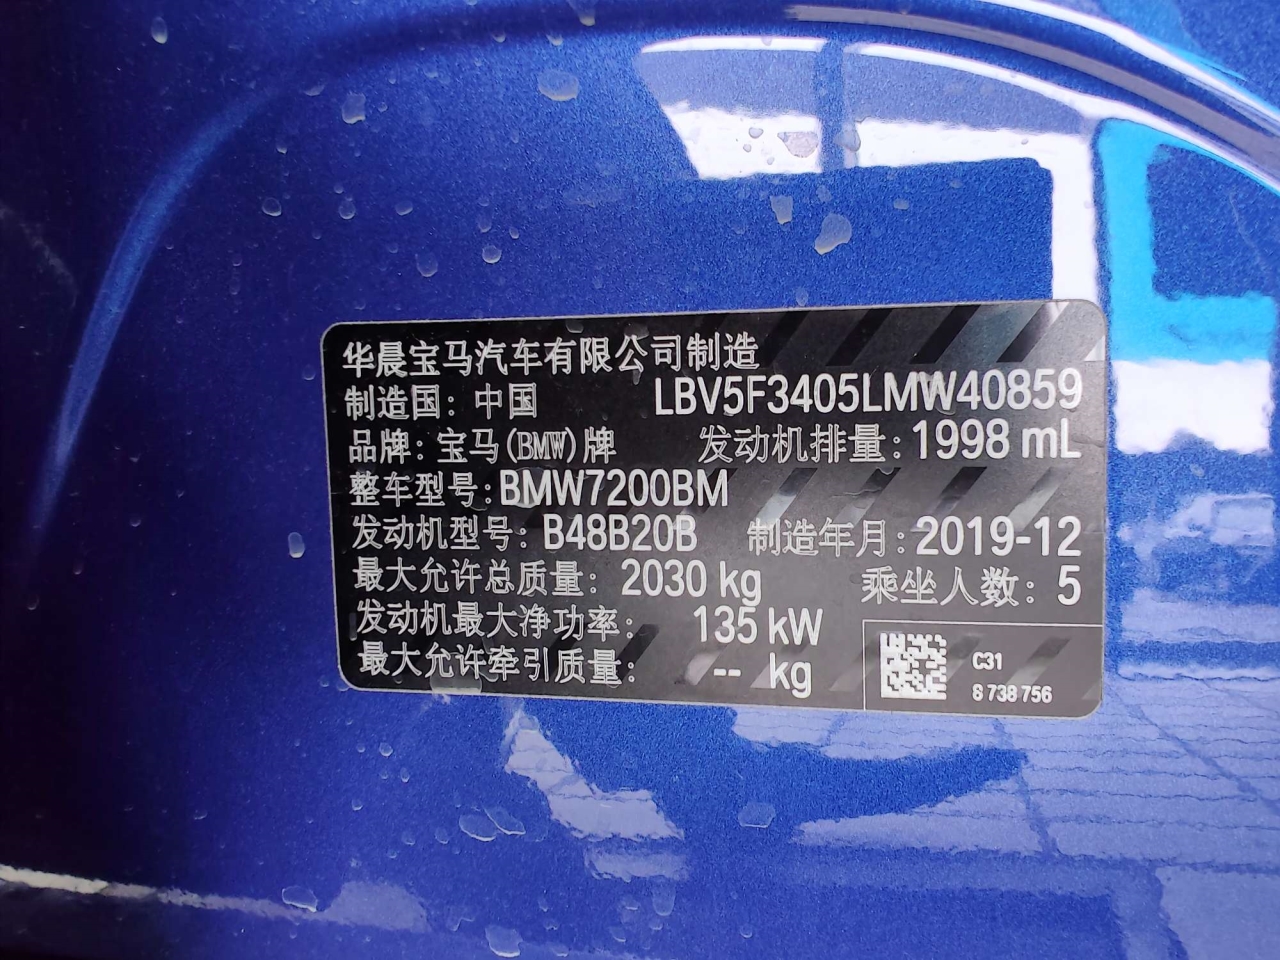 华晨宝马汽车有限公司制造
制造国：中国 LBV5F3405LMW40859
品牌：宝马(BMW)牌 发动机排量：1998 mL
整车型号：BMW7200BM
发动机型号：B48B20B 制造年月：2019-12
最大允许总质量：2030 kg 乘坐人数：5
发动机最大净功率：135 kW
最大允许牵引质量：-- kg
C31
8 738 756